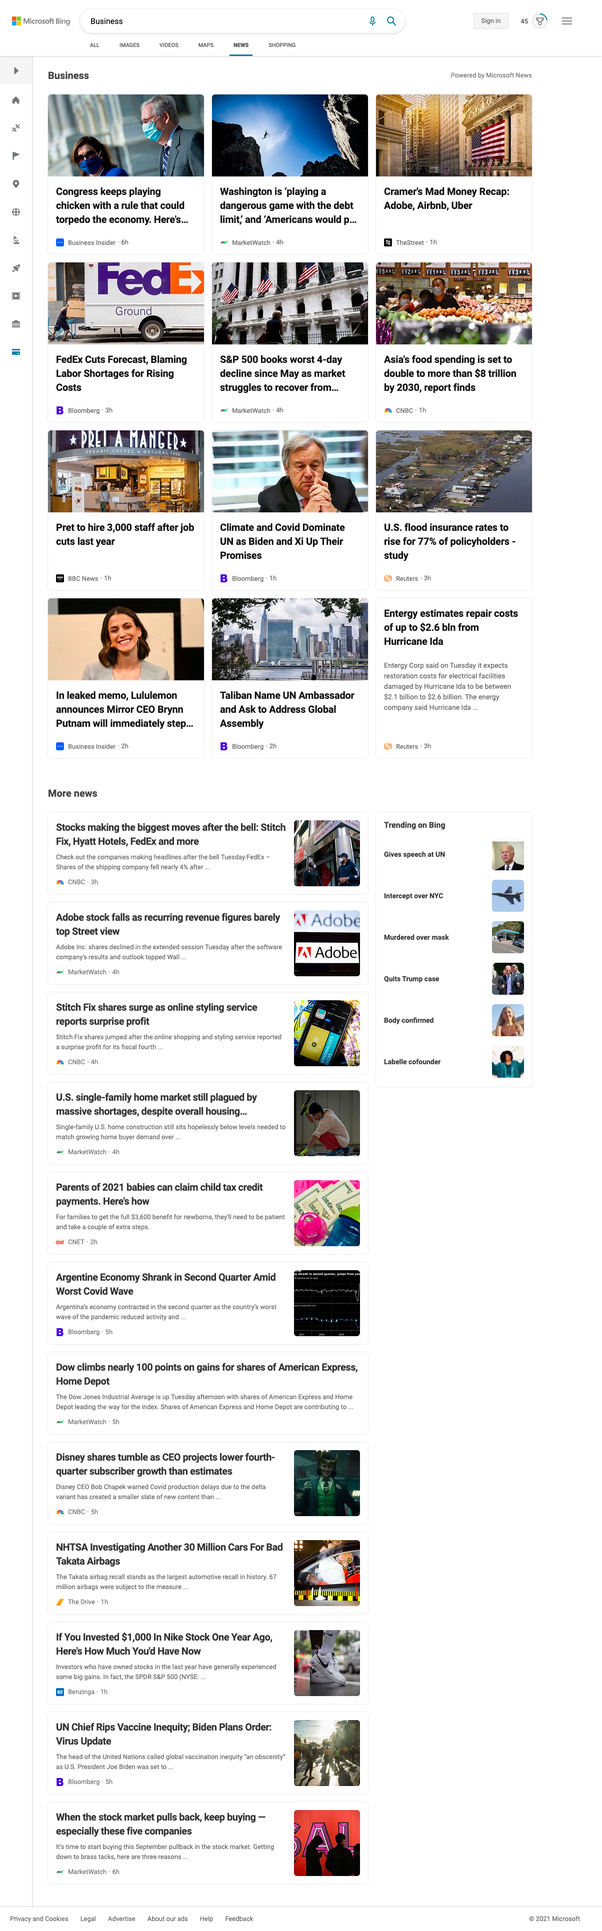 Microsoft Bing
Business
Sign in
45
ALL
IMAGES
VIDEOS
MAPS
NEWS
SHOPPING
Business
Powered by Microsoft News
Congress keeps playing
chicken with a rule that could
torpedo the economy. Here's...
Business Insider · 6h
Washington is 'playing a
dangerous game with the debt
limit,' and 'Americans would p...
MarketWatch · 4h
Cramer's Mad Money Recap:
Adobe, Airbnb, Uber
TheStreet · 1h
FedEx
Ground
FedEx Cuts Forecast, Blaming
Labor Shortages for Rising
Costs
Bloomberg · 3h
S&P 500 books worst 4-day
decline since May as market
struggles to recover from...
MarketWatch · 4h
Asia's food spending is set to
double to more than $8 trillion
by 2030, report finds
CNBC · 1h
PRET A MANGER
ORGANIC COFFEE • NATURAL FOOD
Pret to hire 3,000 staff after job
cuts last year
BBC News · 1h
Climate and Covid Dominate
UN as Biden and Xi Up Their
Promises
Bloomberg · 1h
U.S. flood insurance rates to
rise for 77% of policyholders -
study
Reuters · 3h
In leaked memo, Lululemon
announces Mirror CEO Brynn
Putnam will immediately step...
Business Insider · 2h
Taliban Name UN Ambassador
and Ask to Address Global
Assembly
Bloomberg · 2h
Entergy estimates repair costs
of up to $2.6 bln from
Hurricane Ida
Entergy Corp said on Tuesday it expects
restoration costs for electrical facilities
damaged by Hurricane Ida to be between
$2.1 billion to $2.6 billion. The energy
company said Hurricane Ida ...
Reuters · 3h
More news
Stocks making the biggest moves after the bell: Stitch
Fix, Hyatt Hotels, FedEx and more
Check out the companies making headlines after the bell Tuesday:FedEx –
Shares of the shipping company fell nearly 4% after ...
CNBC · 3h
Adobe stock falls as recurring revenue figures barely
top Street view
Adobe Inc. shares declined in the extended session Tuesday after the software
company's results and outlook topped Wall ...
MarketWatch · 4h
Adobe
Adobe
Stitch Fix shares surge as online styling service
reports surprise profit
Stitch Fix shares jumped after the online shopping and styling service reported
a surprise profit for its fiscal fourth ...
CNBC · 4h
U.S. single-family home market still plagued by
massive shortages, despite overall housing...
Single-family U.S. home construction still sits hopelessly below levels needed to
match growing home buyer demand over ...
MarketWatch · 4h
Parents of 2021 babies can claim child tax credit
payments. Here's how
For families to get the full $3,600 benefit for newborns, they'll need to be patient
and take a couple of extra steps.
CNET · 2h
Argentine Economy Shrank in Second Quarter Amid
Worst Covid Wave
Argentina's economy contracted in the second quarter as the country's worst
wave of the pandemic reduced activity and ...
Bloomberg · 5h
Dow climbs nearly 100 points on gains for shares of American Express,
Home Depot
The Dow Jones Industrial Average is up Tuesday afternoon with shares of American Express and Home
Depot leading the way for the index. Shares of American Express and Home Depot are contributing to ...
MarketWatch · 5h
Disney shares tumble as CEO projects lower fourth-
quarter subscriber growth than estimates
Disney CEO Bob Chapek warned Covid production delays due to the delta
variant has created a smaller slate of new content than ...
CNBC · 5h
NHTSA Investigating Another 30 Million Cars For Bad
Takata Airbags
The Takata airbag recall stands as the largest automotive recall in history. 67
million airbags were subject to the measure ...
The Drive · 1h
If You Invested $1,000 In Nike Stock One Year Ago,
Here's How Much You'd Have Now
Investors who have owned stocks in the last year have generally experienced
some big gains. In fact, the SPDR S&P 500 (NYSE: ...
Benzinga · 1h
UN Chief Rips Vaccine Inequity; Biden Plans Order:
Virus Update
The head of the United Nations called global vaccination inequity "an obscenity"
as U.S. President Joe Biden was set to ...
Bloomberg · 5h
When the stock market pulls back, keep buying —
especially these five companies
It's time to start buying this September pullback in the stock market. Getting
down to brass tacks, here are three reasons ...
MarketWatch · 6h
Trending on Bing
Gives speech at UN
Intercept over NYC
Murdered over mask
Quits Trump case
Body confirmed
Labelle cofounder
Privacy and Cookies
Legal
Advertise
About our ads
Help
Feedback
© 2021 Microsoft